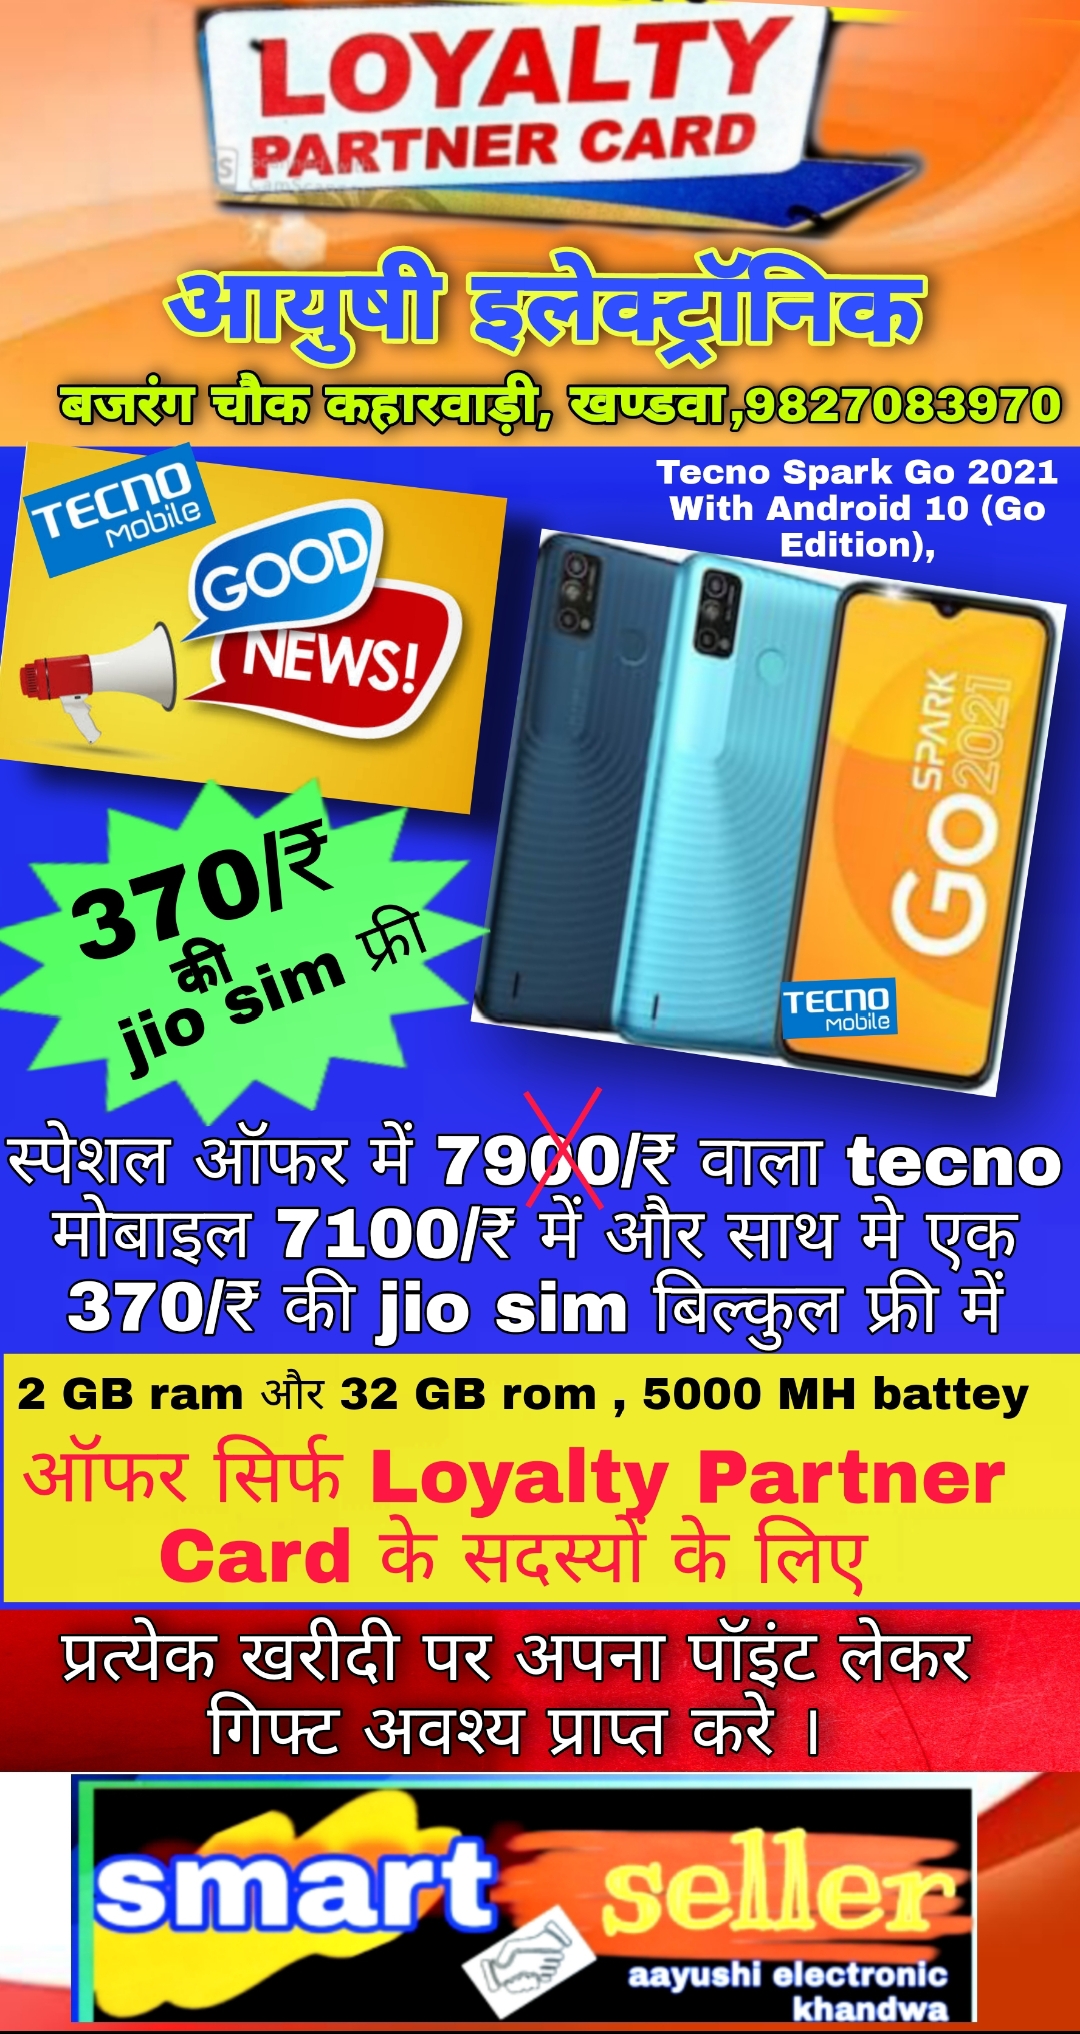 LOYALTY
PARTNER CARD
Scanned with
CamScanner
आयुषी इलेक्ट्रॉनिक
बजरंग चौक कहारवाड़ी, खण्डवा,9827083970
TECNO
Mobile
GOOD
NEWS!
Tecno Spark Go 2021
With Android 10 (Go
Edition),
SPARK
GO 2021
TECNO
Mobile
370/₹
की
jio sim फ्री
स्पेशल ऑफर में 7900/₹ वाला tecno
मोबाइल 7100/₹ में और साथ मे एक
370/₹ की jio sim बिल्कुल फ्री में
2 GB ram और 32 GB rom , 5000 MH battey
ऑफर सिर्फ Loyalty Partner
Card के सदस्यों के लिए
प्रत्येक खरीदी पर अपना पॉइंट लेकर
गिफ्ट अवश्य प्राप्त करे ।
smart seller
aayushi electronic
khandwa